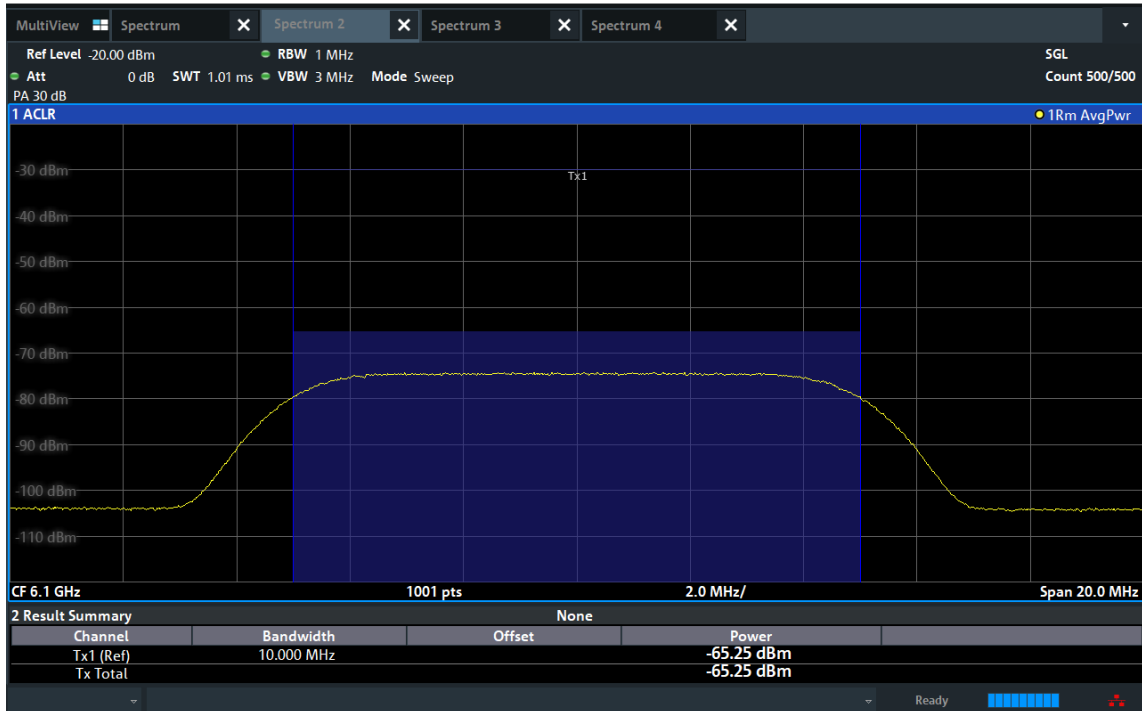 MultiView Spectrum Spectrum 2 Spectrum 3 Spectrum 4
Ref Level -20.00 dBm RBW 1 MHz SGL
Att 0 dB SWT 1.01 ms VBW 3 MHz Mode Sweep Count 500/500
PA 30 dB
1 ACLR 1Rm AvgPwr
-30 dBm
Tx1
-40 dBm
-50 dBm
-60 dBm
-70 dBm
-80 dBm
-90 dBm
-100 dBm
-110 dBm
CF 6.1 GHz 1001 pts 2.0 MHz/ Span 20.0 MHz
2 Result Summary None
Channel Bandwidth Offset Power
Tx1 (Ref) 10.000 MHz -65.25 dBm
Tx Total -65.25 dBm
Ready